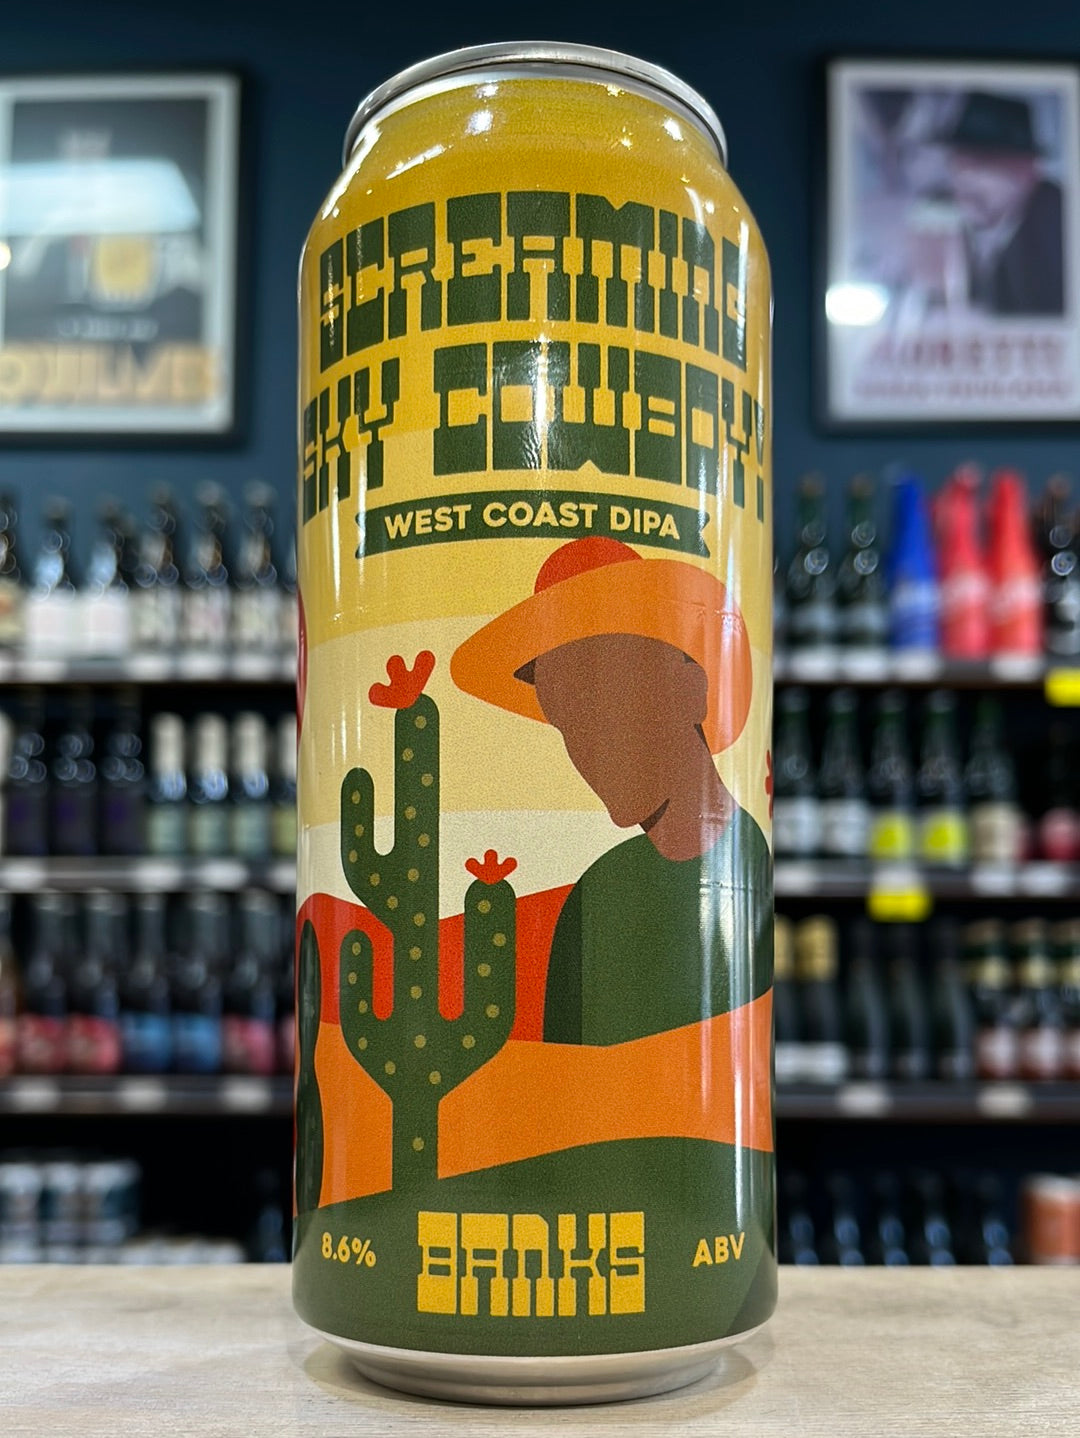 SCREAMING
SKY COWBOY!
WEST COAST DIPA
8.6%
BANKS
ABV